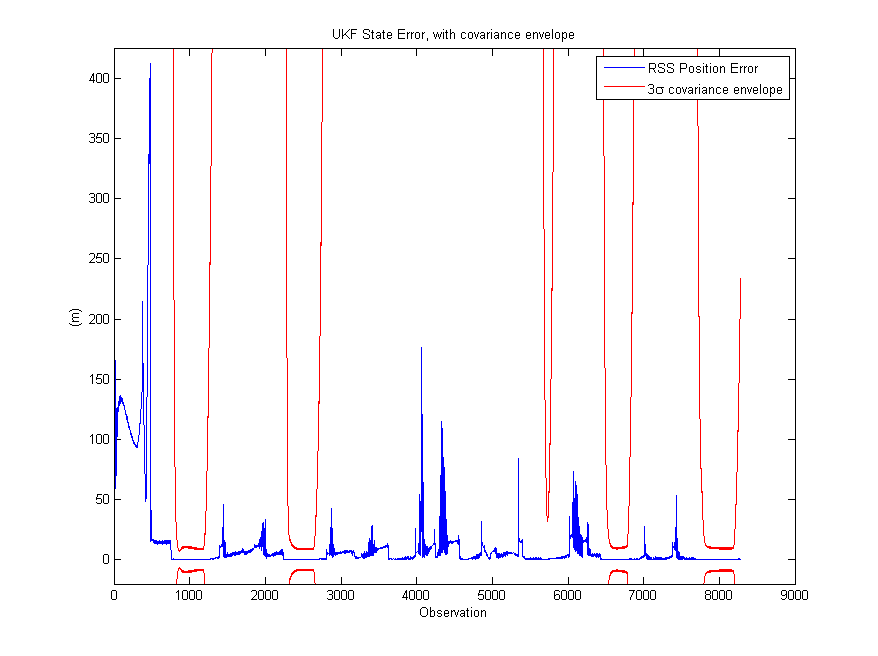 UKF State Error, with covariance envelope
RSS Position Error
3σ covariance envelope
400
350
300
250
200
150
100
50
0
(m)
0 1000 2000 3000 4000 5000 6000 7000 8000 9000
Observation